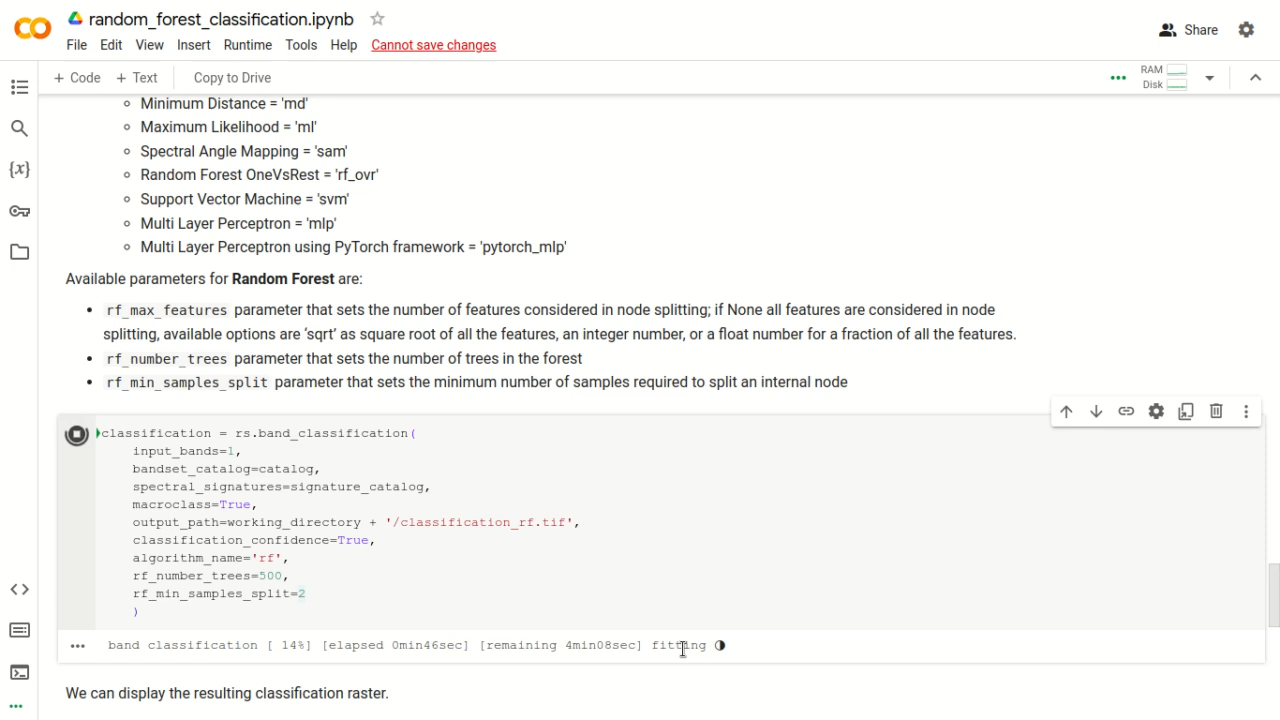 random_forest_classification.ipynb
File Edit View Insert Runtime Tools Help Cannot save changes
Share
+ Code + Text Copy to Drive
RAM
Disk
Minimum Distance = 'md'
Maximum Likelihood = 'ml'
Spectral Angle Mapping = 'sam'
Random Forest OneVsRest = 'rf_ovr'
Support Vector Machine = 'svm'
Multi Layer Perceptron = 'mlp'
Multi Layer Perceptron using PyTorch framework = 'pytorch_mlp'
Available parameters for Random Forest are:
rf_max_features parameter that sets the number of features considered in node splitting; if None all features are considered in node
splitting, available options are ‘sqrt’ as square root of all the features, an integer number, or a float number for a fraction of all the features.
rf_number_trees parameter that sets the number of trees in the forest
rf_min_samples_split parameter that sets the minimum number of samples required to split an internal node
classification = rs.band_classification(
input_bands=1,
bandset_catalog=catalog,
spectral_signatures=signature_catalog,
macroclass=True,
output_path=working_directory + '/classification_rf.tif',
classification_confidence=True,
algorithm_name='rf',
rf_number_trees=500,
rf_min_samples_split=2
)
band classification [ 14%] [elapsed 0min46sec] [remaining 4min08sec] fitting
We can display the resulting classification raster.